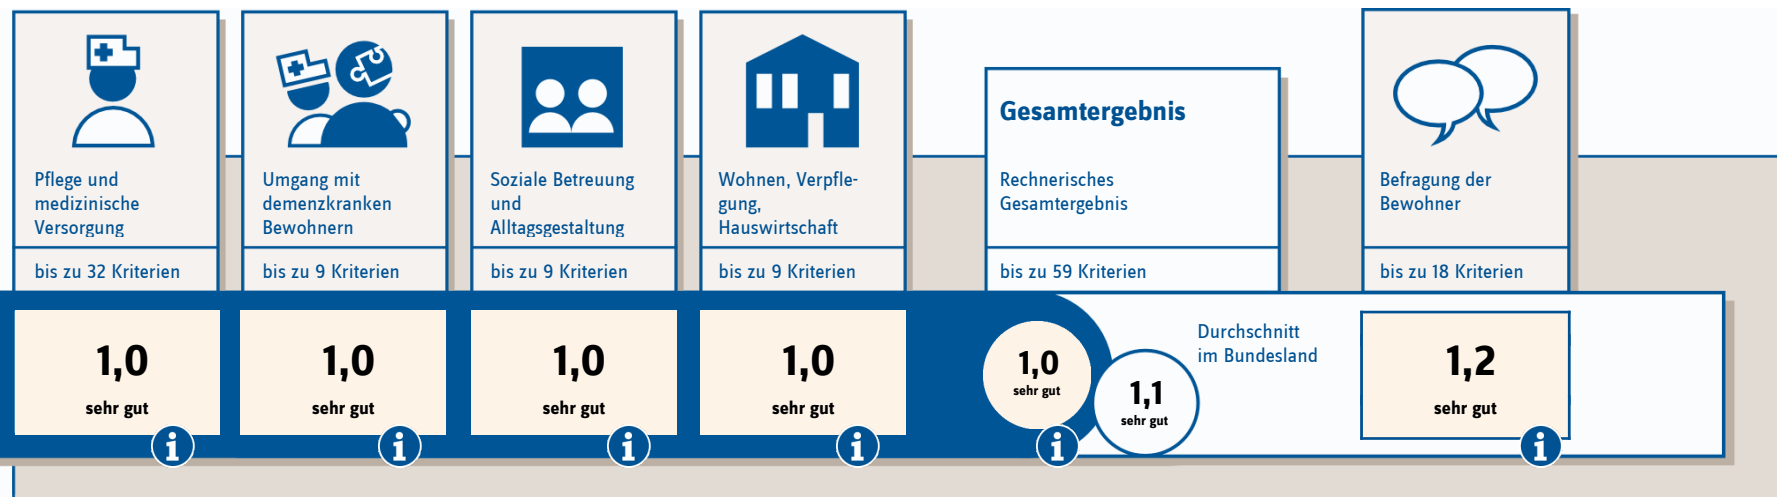 Pflege und
medizinische
Versorgung
bis zu 32 Kriterien
1,0
sehr gut
Umgang mit
demenzkranken
Bewohnern
bis zu 9 Kriterien
1,0
sehr gut
Soziale Betreuung
und
Alltagsgestaltung
bis zu 9 Kriterien
1,0
sehr gut
Wohnen, Verpfle-
gung,
Hauswirtschaft
bis zu 9 Kriterien
1,0
sehr gut
Gesamtergebnis
Rechnerisches
Gesamtergebnis
bis zu 59 Kriterien
1,0
sehr gut
1,1
sehr gut
Durchschnitt
im Bundesland
Befragung der
Bewohner
bis zu 18 Kriterien
1,2
sehr gut